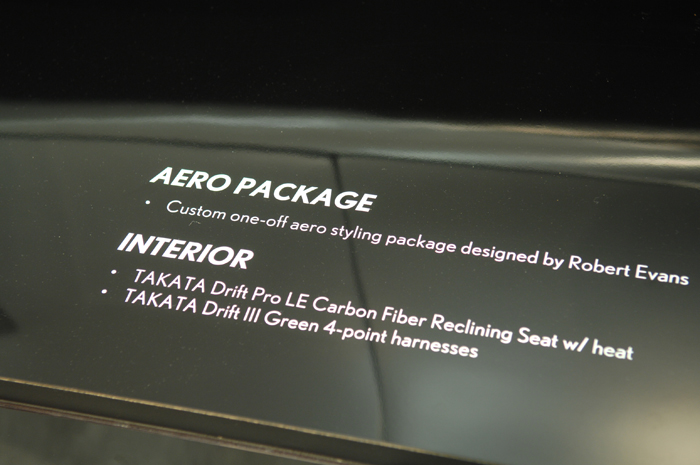 AERO PACKAGE
• Custom one-off aero styling package designed by Robert Evans
INTERIOR
• TAKATA Drift Pro LE Carbon Fiber Reclining Seat w/ heat
• TAKATA Drift III Green 4-point harnesses